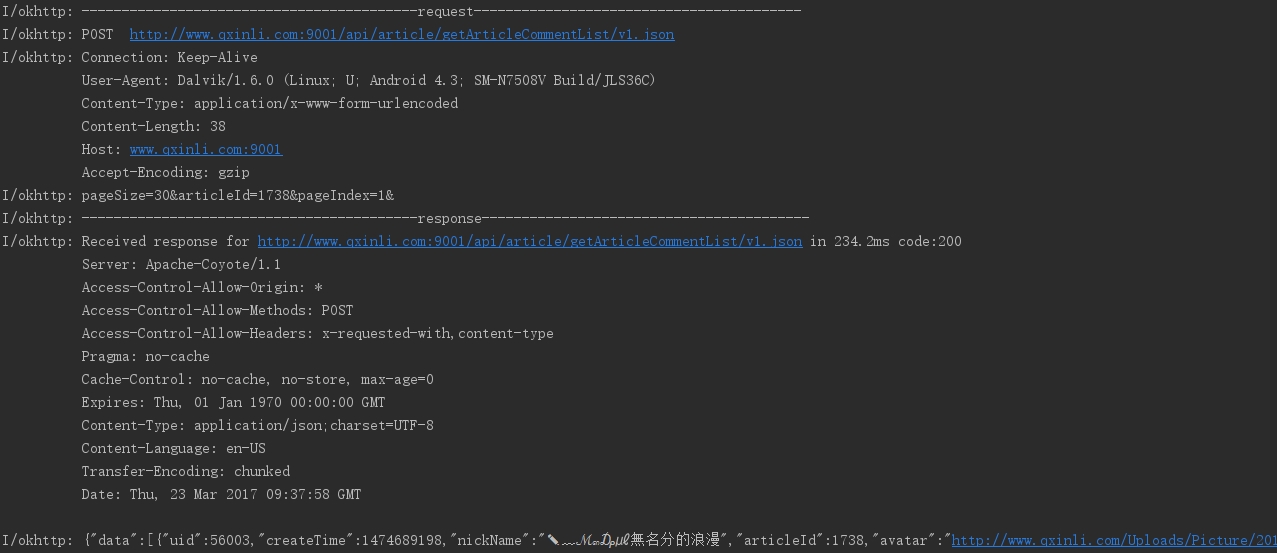 I/okhttp: ------------------------------------------request-----------------------------------------
I/okhttp: POST  http://www.qxinli.com:9001/api/article/getArticleCommentList/v1.json
I/okhttp: Connection: Keep-Alive
User-Agent: Dalvik/1.6.0 (Linux; U; Android 4.3; SM-N7508V Build/JLS36C)
Content-Type: application/x-www-form-urlencoded
Content-Length: 38
Host: www.qxinli.com:9001
Accept-Encoding: gzip
I/okhttp: pageSize=30&articleId=1738&pageIndex=1&
I/okhttp: ------------------------------------------response-----------------------------------------
I/okhttp: Received response for http://www.qxinli.com:9001/api/article/getArticleCommentList/v1.json in 234.2ms code:200
Server: Apache-Coyote/1.1
Access-Control-Allow-Origin: *
Access-Control-Allow-Methods: POST
Access-Control-Allow-Headers: x-requested-with,content-type
Pragma: no-cache
Cache-Control: no-cache, no-store, max-age=0
Expires: Thu, 01 Jan 1970 00:00:00 GMT
Content-Type: application/json;charset=UTF-8
Content-Language: en-US
Transfer-Encoding: chunked
Date: Thu, 23 Mar 2017 09:37:58 GMT
I/okhttp: {"data":[{"uid":56003,"createTime":1474689198,"nickName":"無名分的浪漫","articleId":1738,"avatar":"http://www.qxinli.com/Uploads/Picture/201